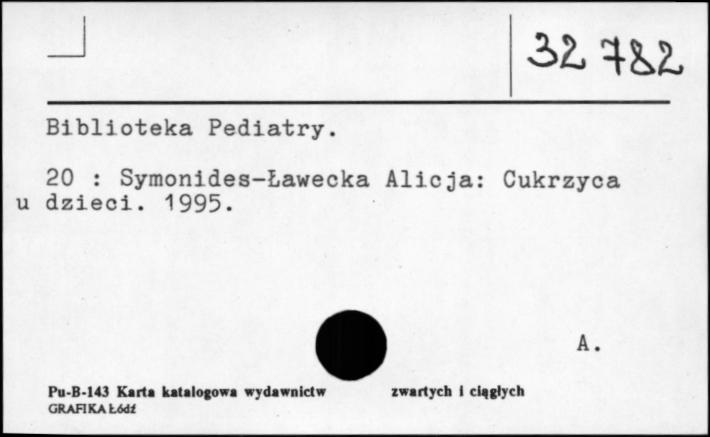 32 782
Biblioteka Pediatry.
20 : Symonides-Ławecka Alicja: Cukrzyca
u dzieci. 1995.
A.
Pu-B-143 Karta katalogowa wydawnictw zwartych i ciągłych
GRAFIKA Łódź